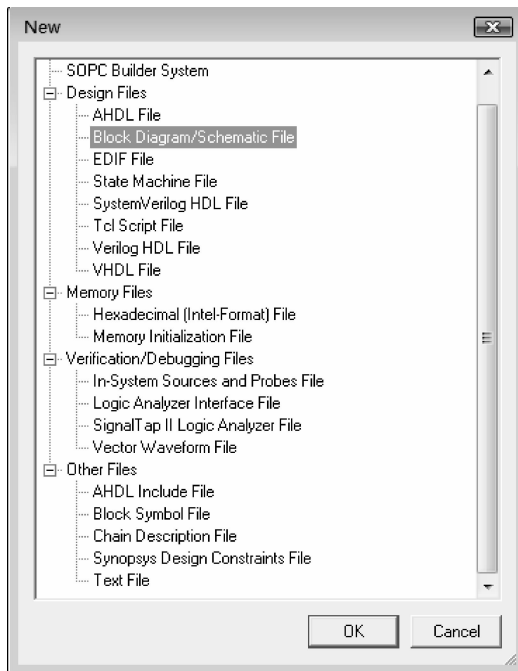 New
SOPC Builder System
Design Files
AHDL File
Block Diagram/Schematic File
EDIF File
State Machine File
SystemVerilog HDL File
Tcl Script File
Verilog HDL File
VHDL File
Memory Files
Hexadecimal (Intel-Format) File
Memory Initialization File
Verification/Debugging Files
In-System Sources and Probes File
Logic Analyzer Interface File
SignalTap II Logic Analyzer File
Vector Waveform File
Other Files
AHDL Include File
Block Symbol File
Chain Description File
Synopsys Design Constraints File
Text File
OK Cancel